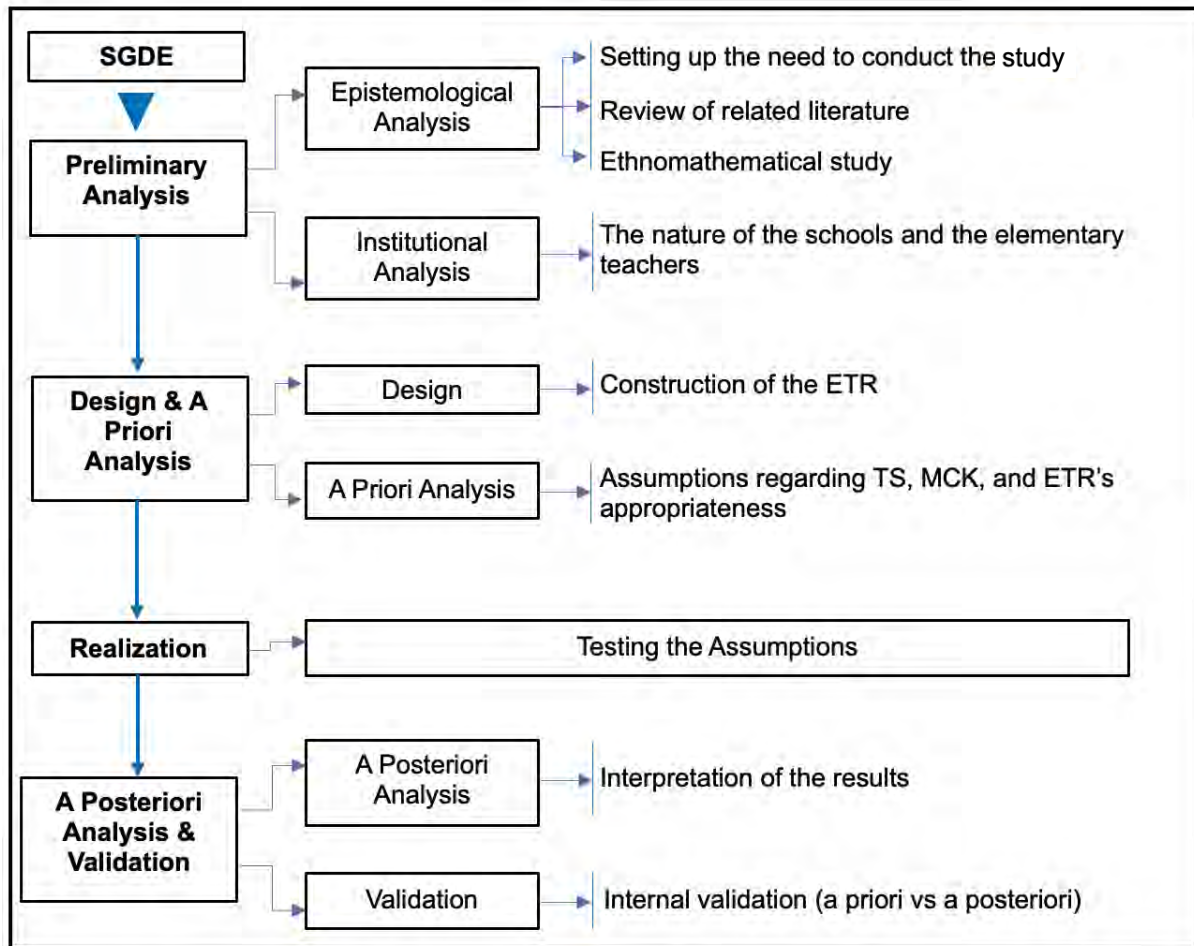 SGDE
Preliminary
Analysis
Epistemological
Analysis
Setting up the need to conduct the study
Review of related literature
Ethnomathematical study
Institutional
Analysis
The nature of the schools and the elementary
teachers
Design & A
Priori
Analysis
Design
Construction of the ETR
A Priori Analysis
Assumptions regarding TS, MCK, and ETR's
appropriateness
Realization
Testing the Assumptions
A Posteriori
Analysis &
Validation
A Posteriori
Analysis
Interpretation of the results
Validation
Internal validation (a priori vs a posteriori)